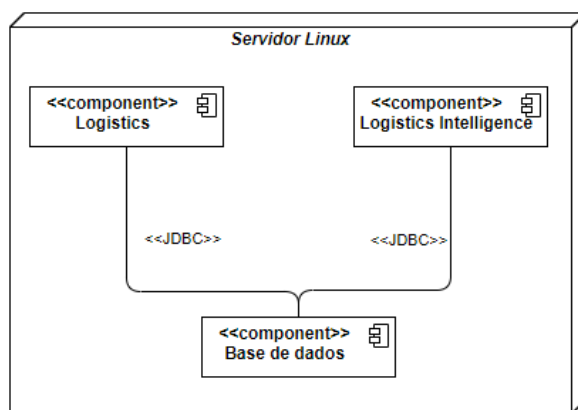 Servidor Linux
<<component>>
Logistics
<<component>>
Logistics Intelligence
<<JDBC>>
<<JDBC>>
<<component>>
Base de dados